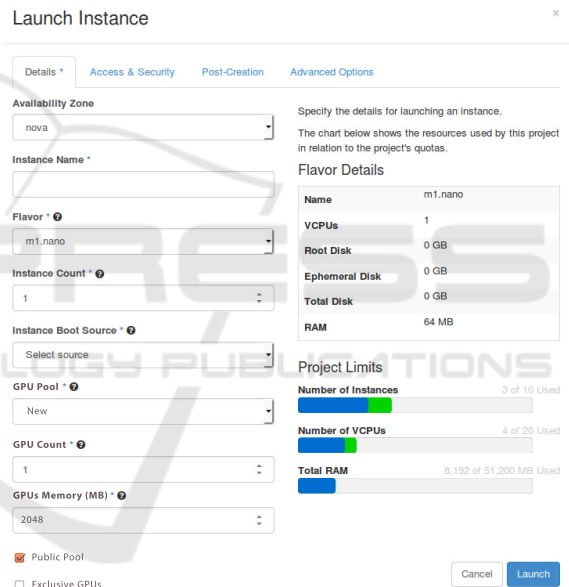 Launch Instance
×
Details *
Access & Security
Post-Creation
Advanced Options
Availability Zone
nova
Instance Name *
Flavor * ?
m1.nano
Instance Count * ?
1
Instance Boot Source * ?
Select source
GPU Pool * ?
New
GPU Count * ?
1
GPUs Memory (MB) * ?
2048
Public Pool
Exclusive GPUs
Specify the details for launching an instance.
The chart below shows the resources used by this project
in relation to the project's quotas.
Flavor Details
Name m1.nano
VCPUs 1
Root Disk 0 GB
Ephemeral Disk 0 GB
Total Disk 0 GB
RAM 64 MB
Project Limits
Number of Instances 3 of 10 Used
Number of VCPUs 4 of 20 Used
Total RAM 8,192 of 51,200 MB Used
Cancel
Launch
PRESS
LOGY PUBLICATIONS